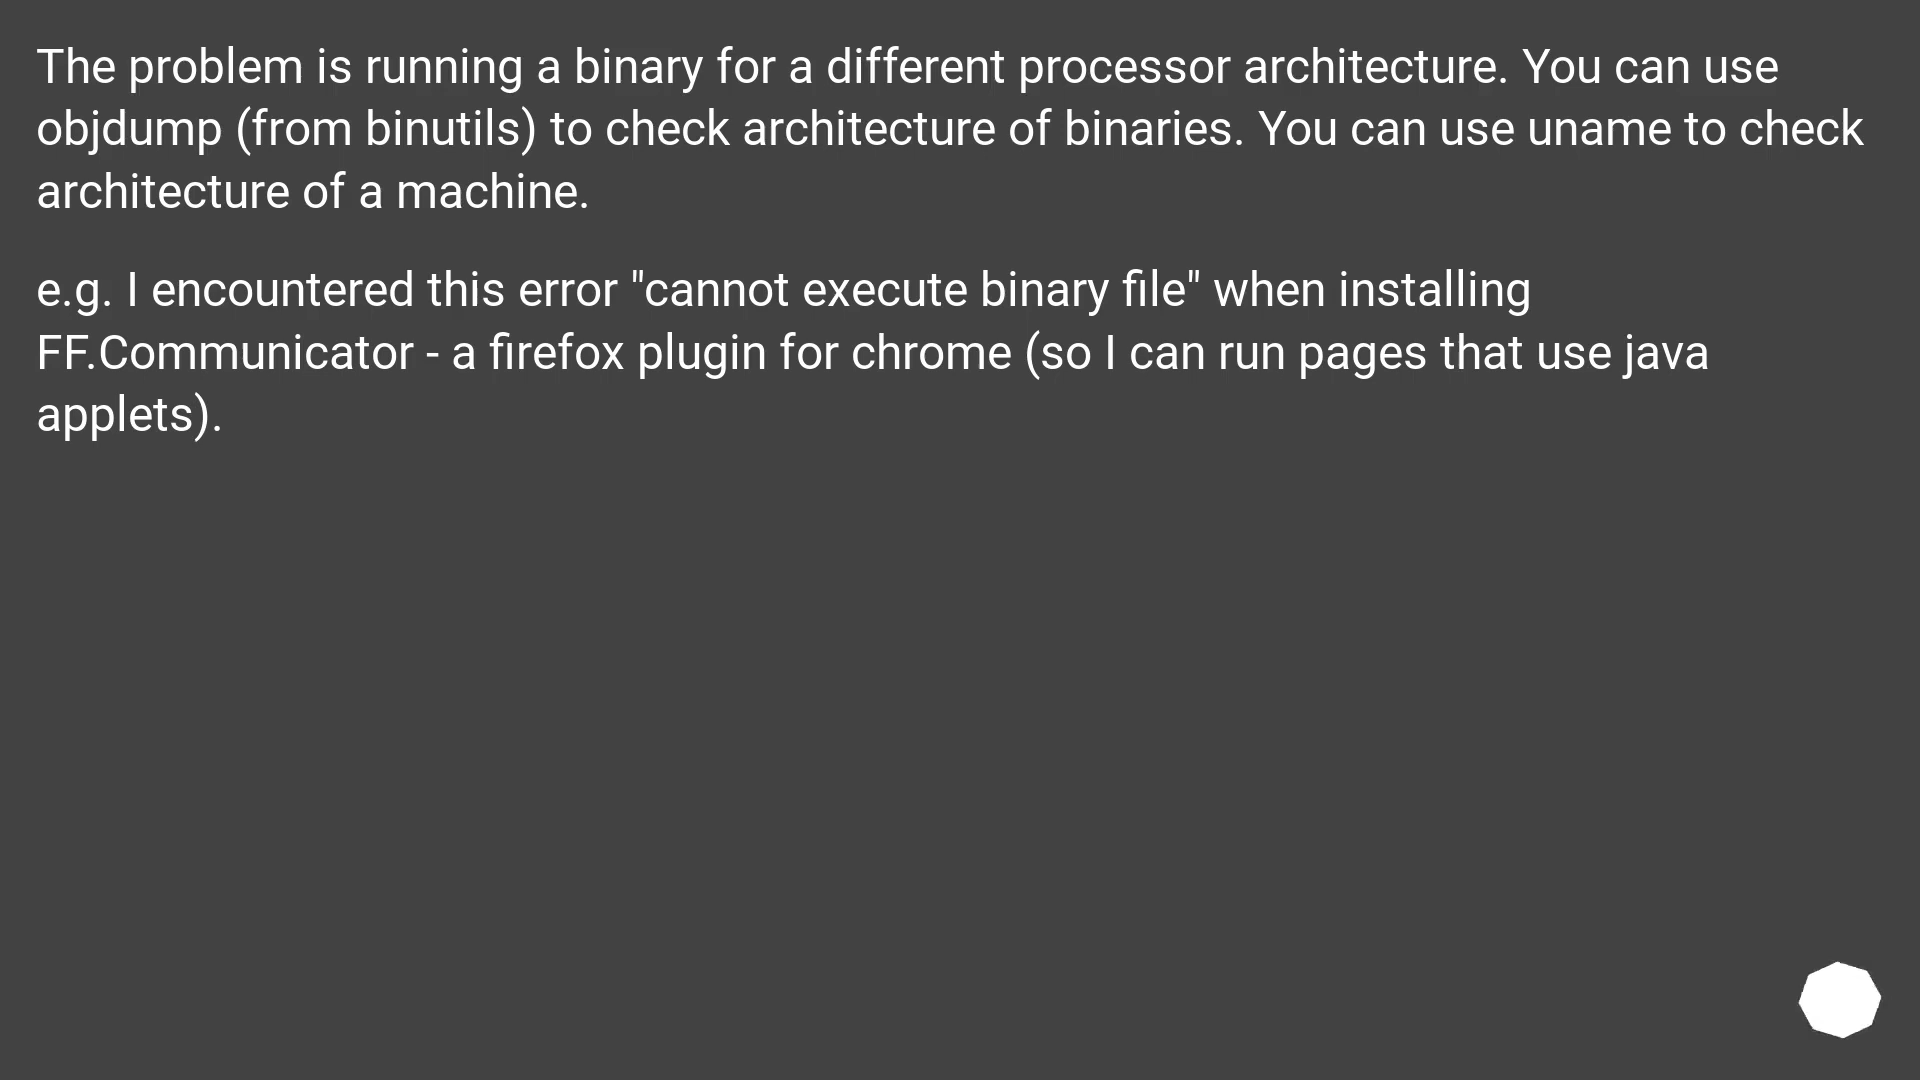 The problem is running a binary for a different processor architecture. You can use
objdump (from binutils) to check architecture of binaries. You can use uname to check
architecture of a machine.
e.g. I encountered this error "cannot execute binary file" when installing
FF.Communicator - a firefox plugin for chrome (so I can run pages that use java
applets).